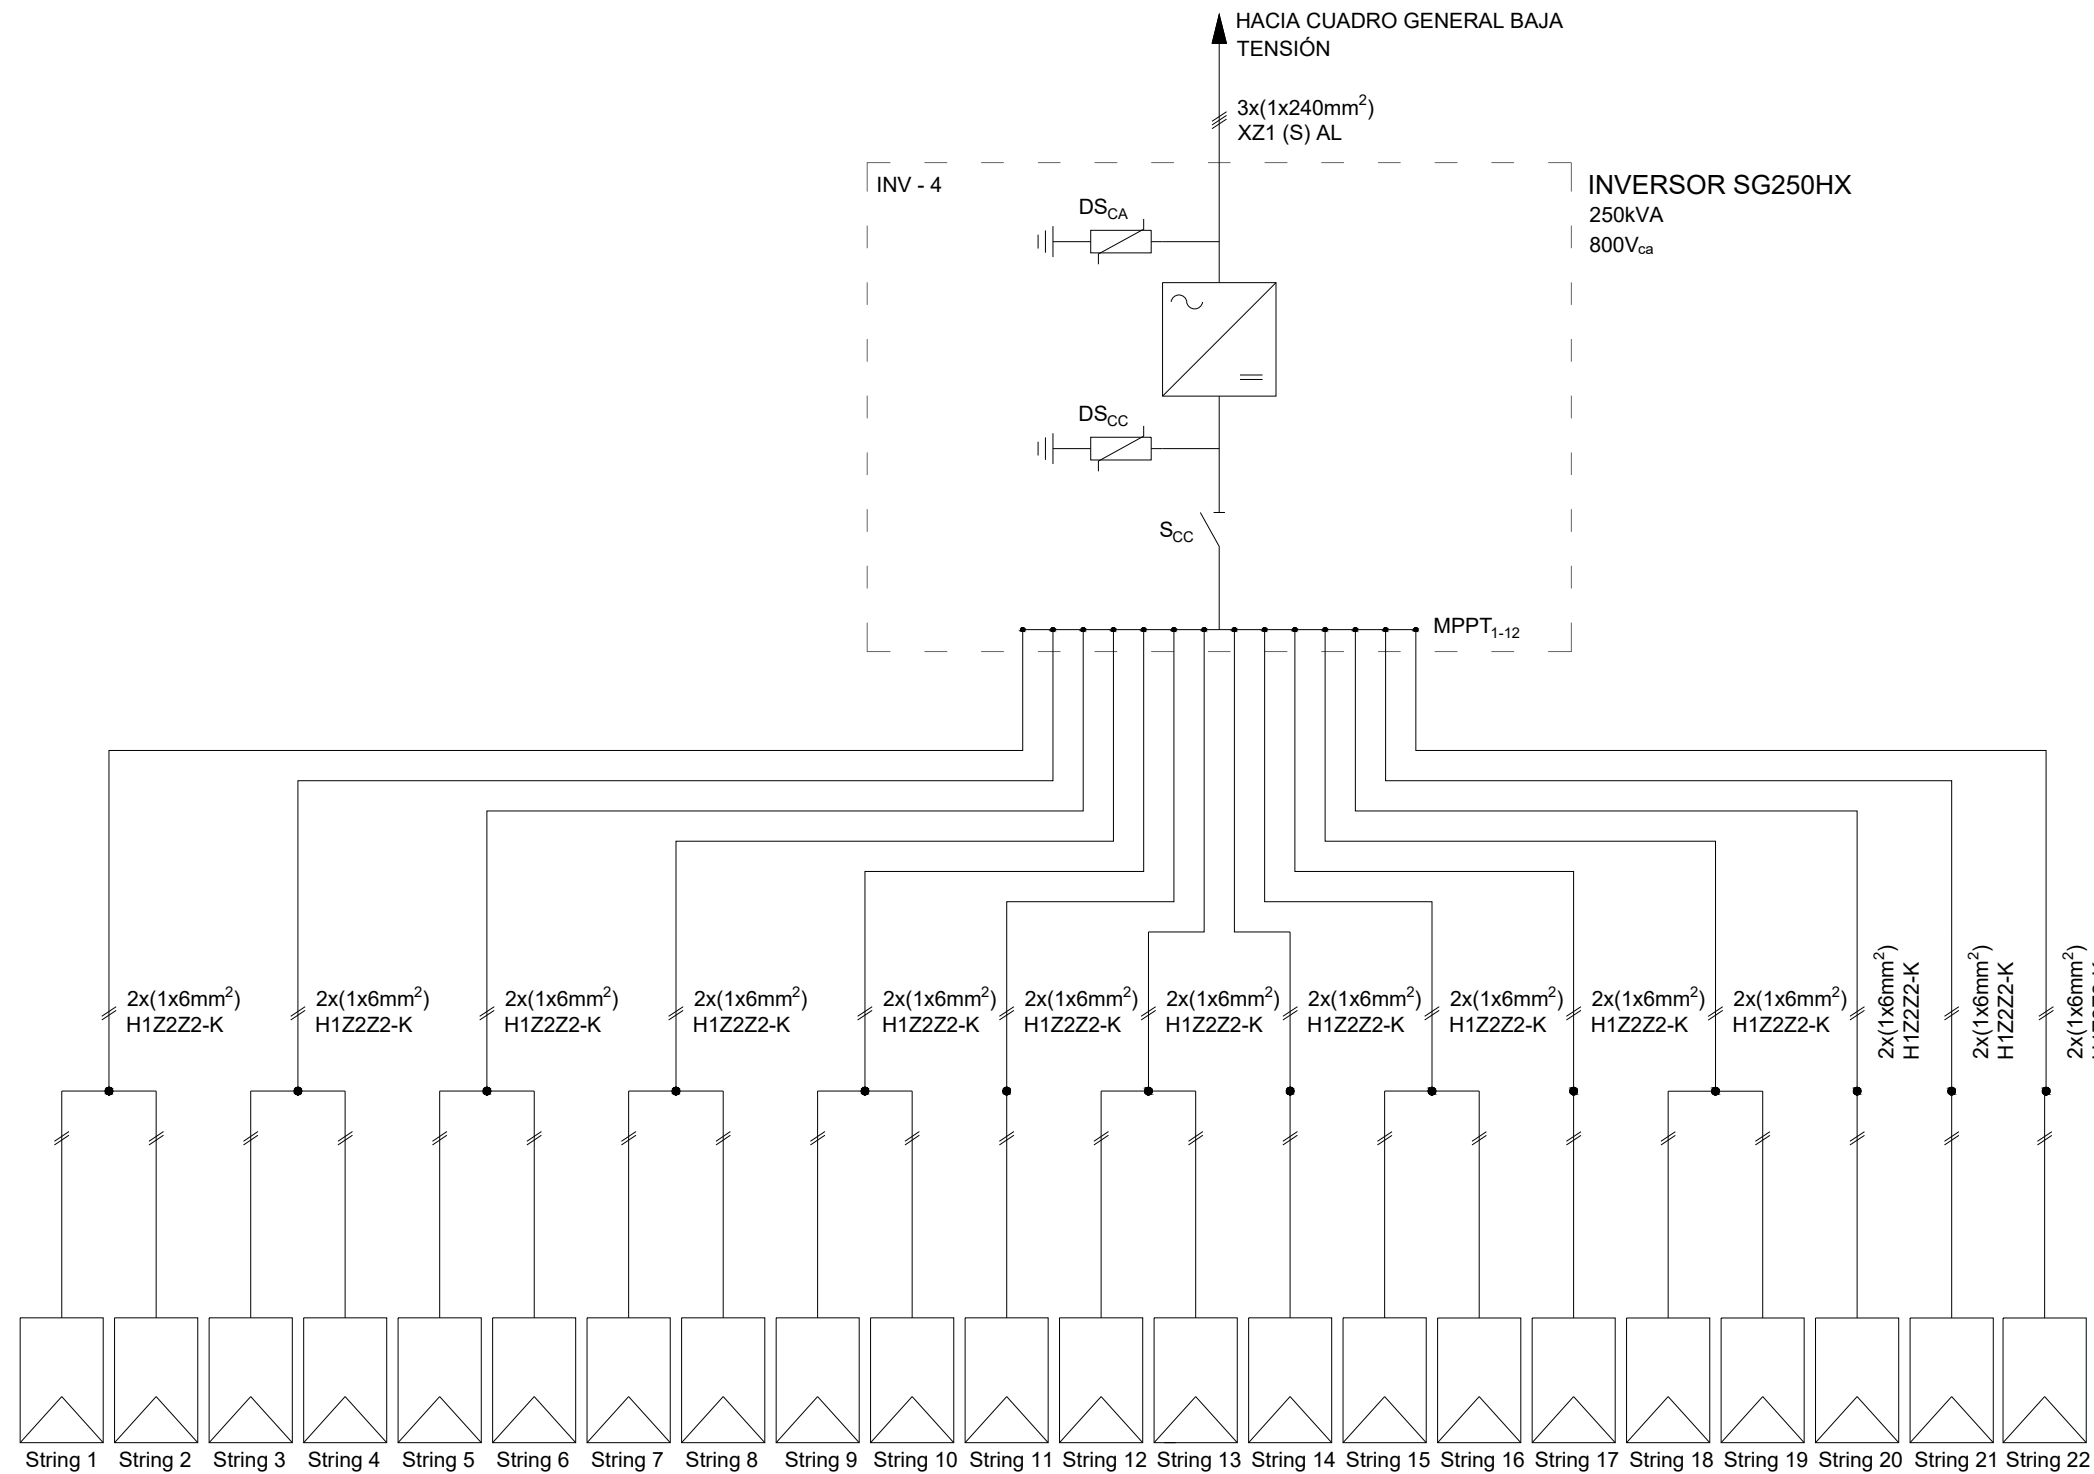 HACIA CUADRO GENERAL BAJA
TENSIÓN
3x(1x240mm²)
XZ1 (S) AL
INV - 4
INVERSOR SG250HX
250kVA
800Vca
DSCA
DSCC
SCC
MPPT1-12
2x(1x6mm²)
H1Z2Z2-K
2x(1x6mm²)
H1Z2Z2-K
2x(1x6mm²)
H1Z2Z2-K
2x(1x6mm²)
H1Z2Z2-K
2x(1x6mm²)
H1Z2Z2-K
2x(1x6mm²)
H1Z2Z2-K
2x(1x6mm²)
H1Z2Z2-K
2x(1x6mm²)
H1Z2Z2-K
2x(1x6mm²)
H1Z2Z2-K
2x(1x6mm²)
H1Z2Z2-K
2x(1x6mm²)
H1Z2Z2-K
2x(1x6mm²)
H1Z2Z2-K
2x(1x6mm²)
H1Z2Z2-K
2x(1x6mm²)
String 1 String 2 String 3 String 4 String 5 String 6 String 7 String 8 String 9 String 10 String 11 String 12 String 13 String 14 String 15 String 16 String 17 String 18 String 19 String 20 String 21 String 22